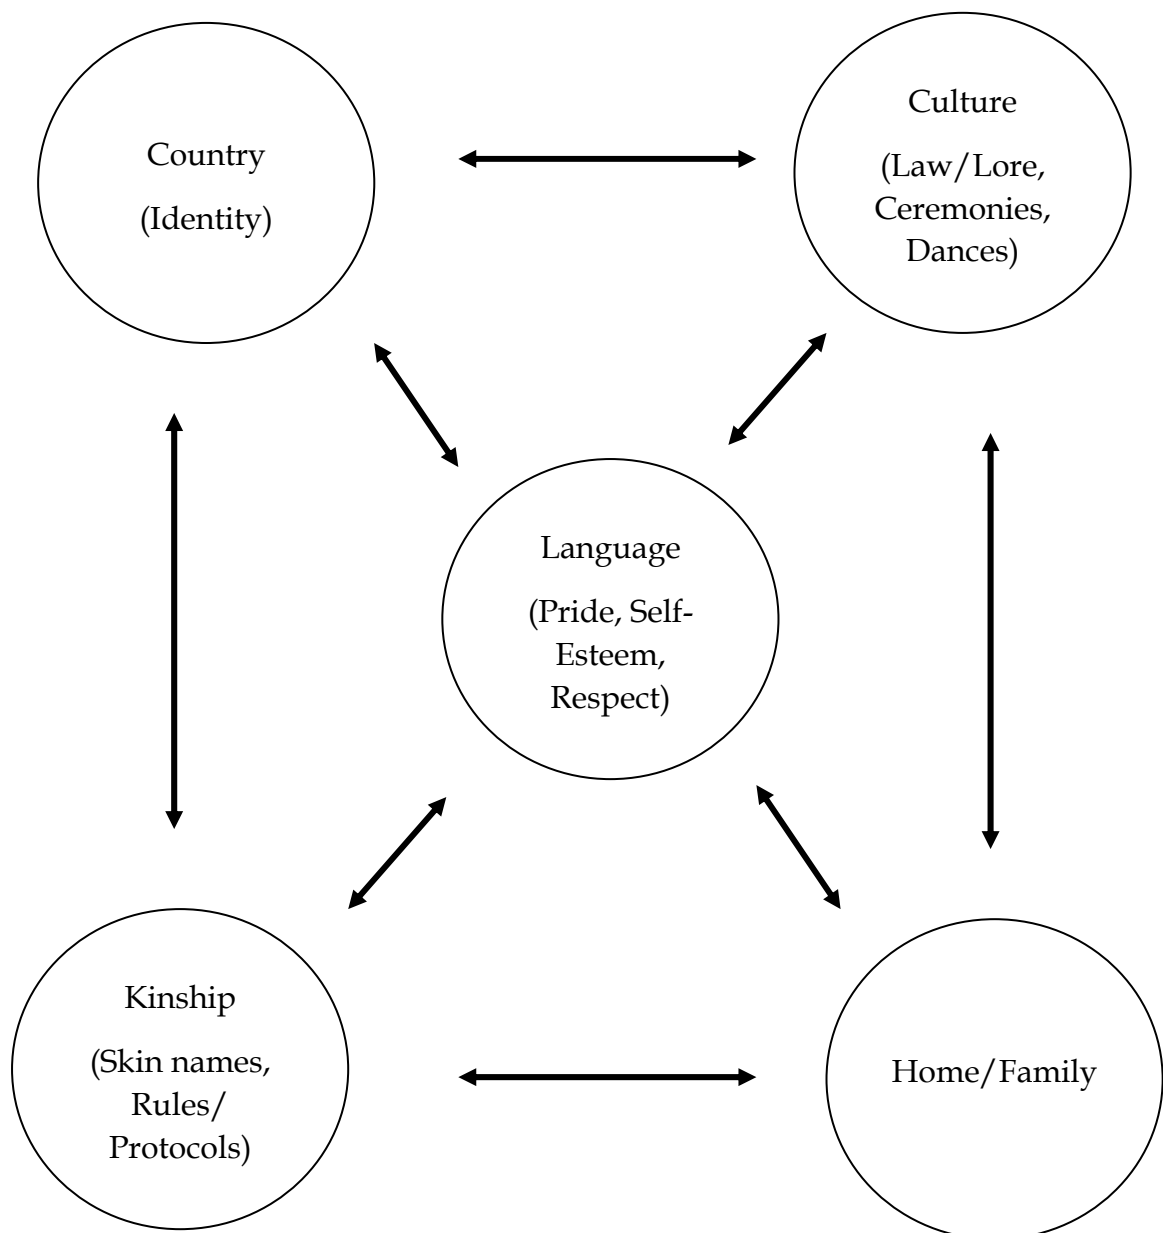 Country
(Identity)
Culture
(Law/Lore,
Ceremonies,
Dances)
Language
(Pride, Self-
Esteem,
Respect)
Kinship
(Skin names,
Rules/
Protocols)
Home/Family